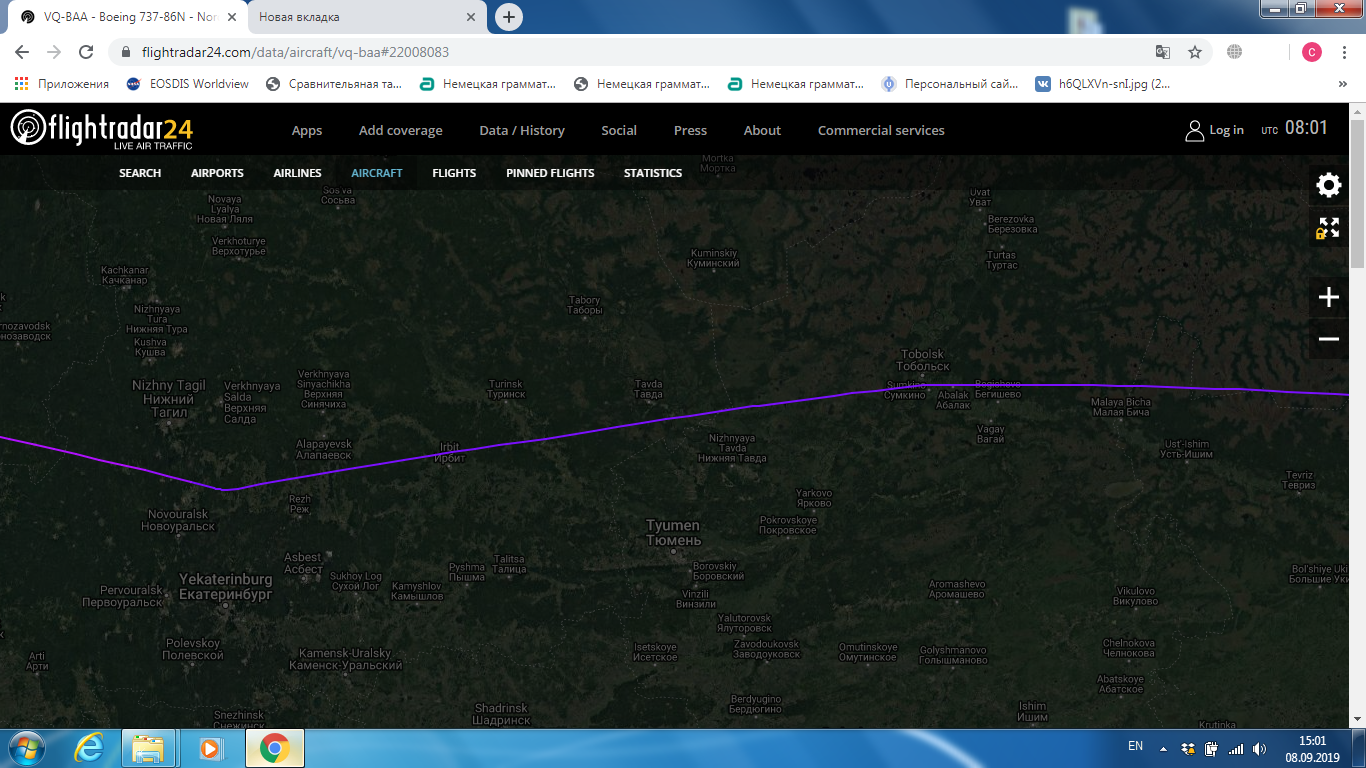 VQ-BAA - Boeing 737-86N - Nor
Новая вкладка
flightradar24.com/data/aircraft/vq-baa#22008083
C
Приложения
EOSDIS Worldview
Сравнительная та...
Немецкая граммат...
Немецкая граммат...
Немецкая граммат...
Персональный сай...
h6QLXVn-snI.jpg (2...
»
flightradar24
LIVE AIR TRAFFIC
Apps
Add coverage
Data / History
Social
Press
About
Commercial services
Log in
UTC 08:01
SEARCH
AIRPORTS
AIRLINES
AIRCRAFT
FLIGHTS
PINNED FLIGHTS
STATISTICS
Mortka
Мортка
Sos'va
Сосьва
Novaya
Lyalya
Новая Ляля
Uvat
Уват
Berezovka
Березовка
Verkhoturye
Верхотурье
Kuminskiy
Куминский
Turtas
Туртас
Kachkanar
Качканар
Tabory
Таборы
Nizhnyaya
Tura
Нижняя Тура
rnozavodsk
нозаводск
Kushva
Кушва
Tobolsk
Тобольск
Nizhny Tagil
Нижний
Тагил
Verkhnyaya
Salda
Верхняя
Салда
Verkhnyaya
Sinyachikha
Верхняя
Синячиха
Turinsk
Туринск
Tavda
Тавда
Sumkino
Сумкино
Abalak
Абалак
Begishevo
Бегишево
Malaya Bicha
Малая Бича
Vagay
Вагай
Alapayevsk
Алапаевск
Irbit
Ирбит
Nizhnyaya
Tavda
Нижняя Тавда
Ust'-Ishim
Усть-Ишим
Tevriz
Тевриз
Rezh
Реж
Yarkovo
Ярково
Novouralsk
Новоуральск
Tyumen
Тюмень
Pokrovskoye
Покровское
Asbest
Асбест
Pyshma
Пышма
Talitsa
Талица
Borovskiy
Боровский
Bol'shiye Uki
Большие Уки
Yekaterinburg
Екатеринбург
Sukhoy Log
Сухой Лог
Kamyshlov
Камышлов
Pervouralsk
Первоуральск
Vinzili
Винзили
Aromashevo
Аромашево
Vikulovo
Викулово
Yalutorovsk
Ялуторовск
Polevskoy
Полевской
Arti
Арти
Kamensk-Uralsky
Каменск-Уральский
Isetskoye
Исетское
Zavodoukovsk
Заводоуковск
Omutinskoye
Омутинское
Golyshmanovo
Голышманово
Chelnokova
Челнокова
Abatskoye
Абатское
Berdyugino
Бердюгино
Shadrinsk
Шадринск
Snezhinsk
Снежинск
Ishim
Ишим
Krutinka
EN
15:01
08.09.2019